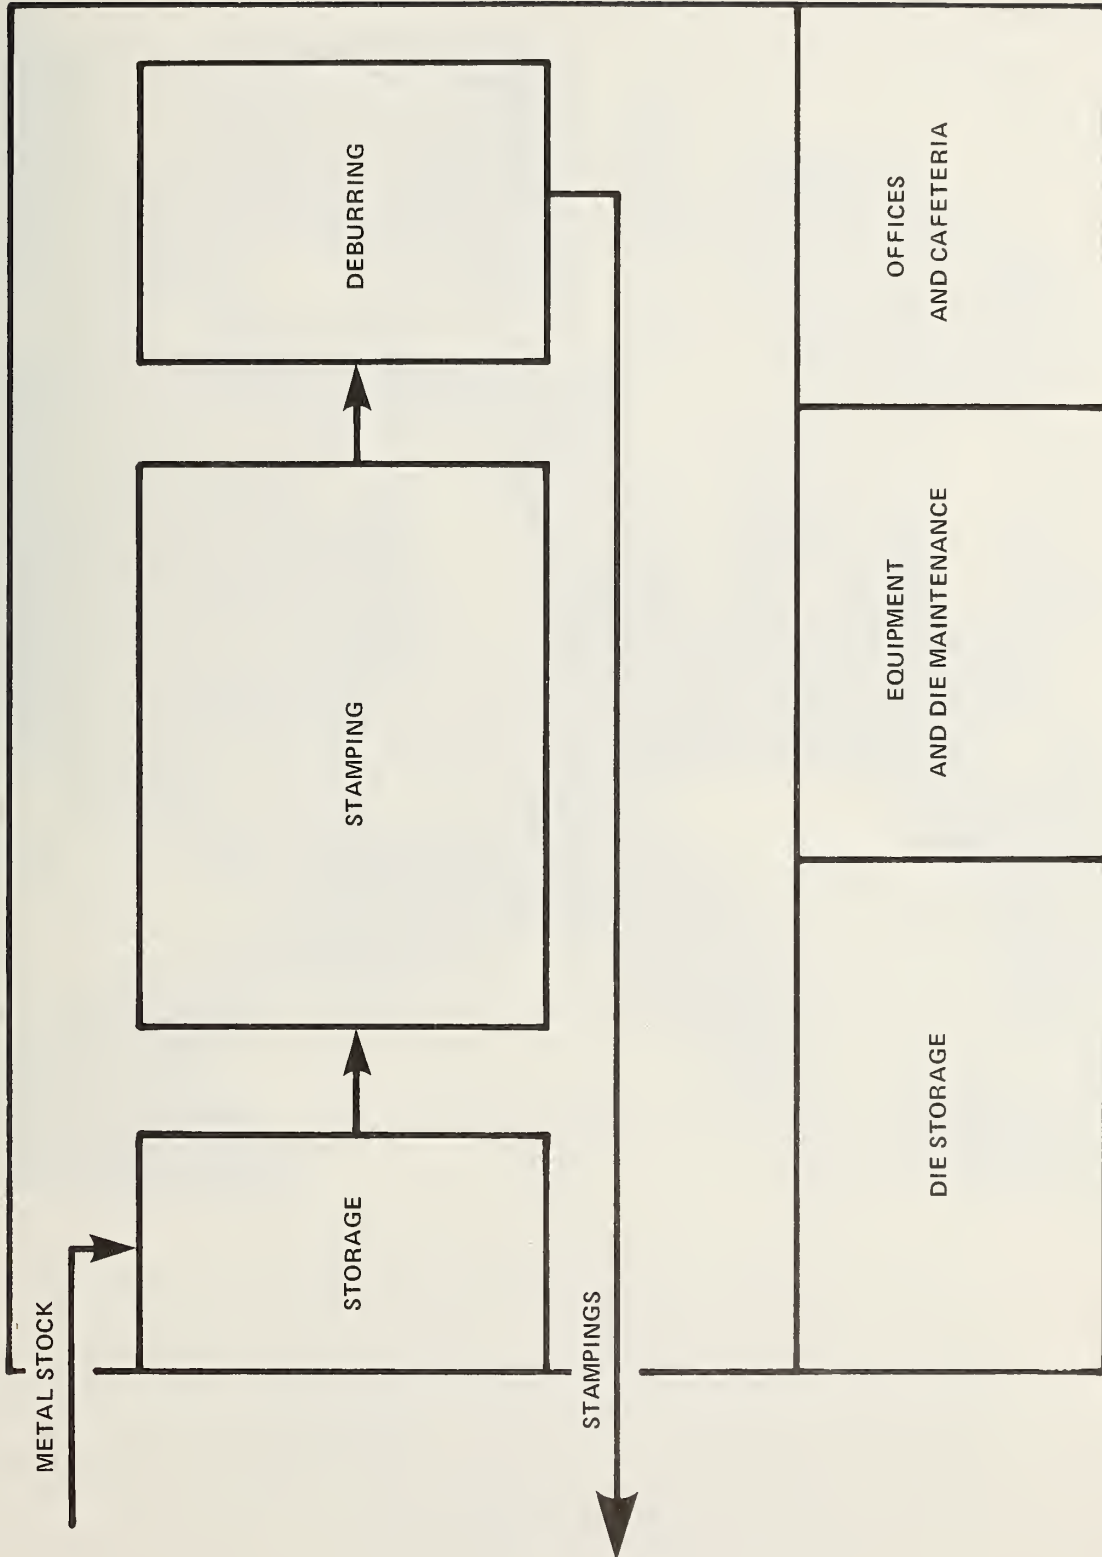 METAL STOCK
STORAGE
STAMPING
DEBURRING
STAMPINGS
DIE STORAGE
EQUIPMENT
AND DIE MAINTENANCE
OFFICES
AND CAFETERIA